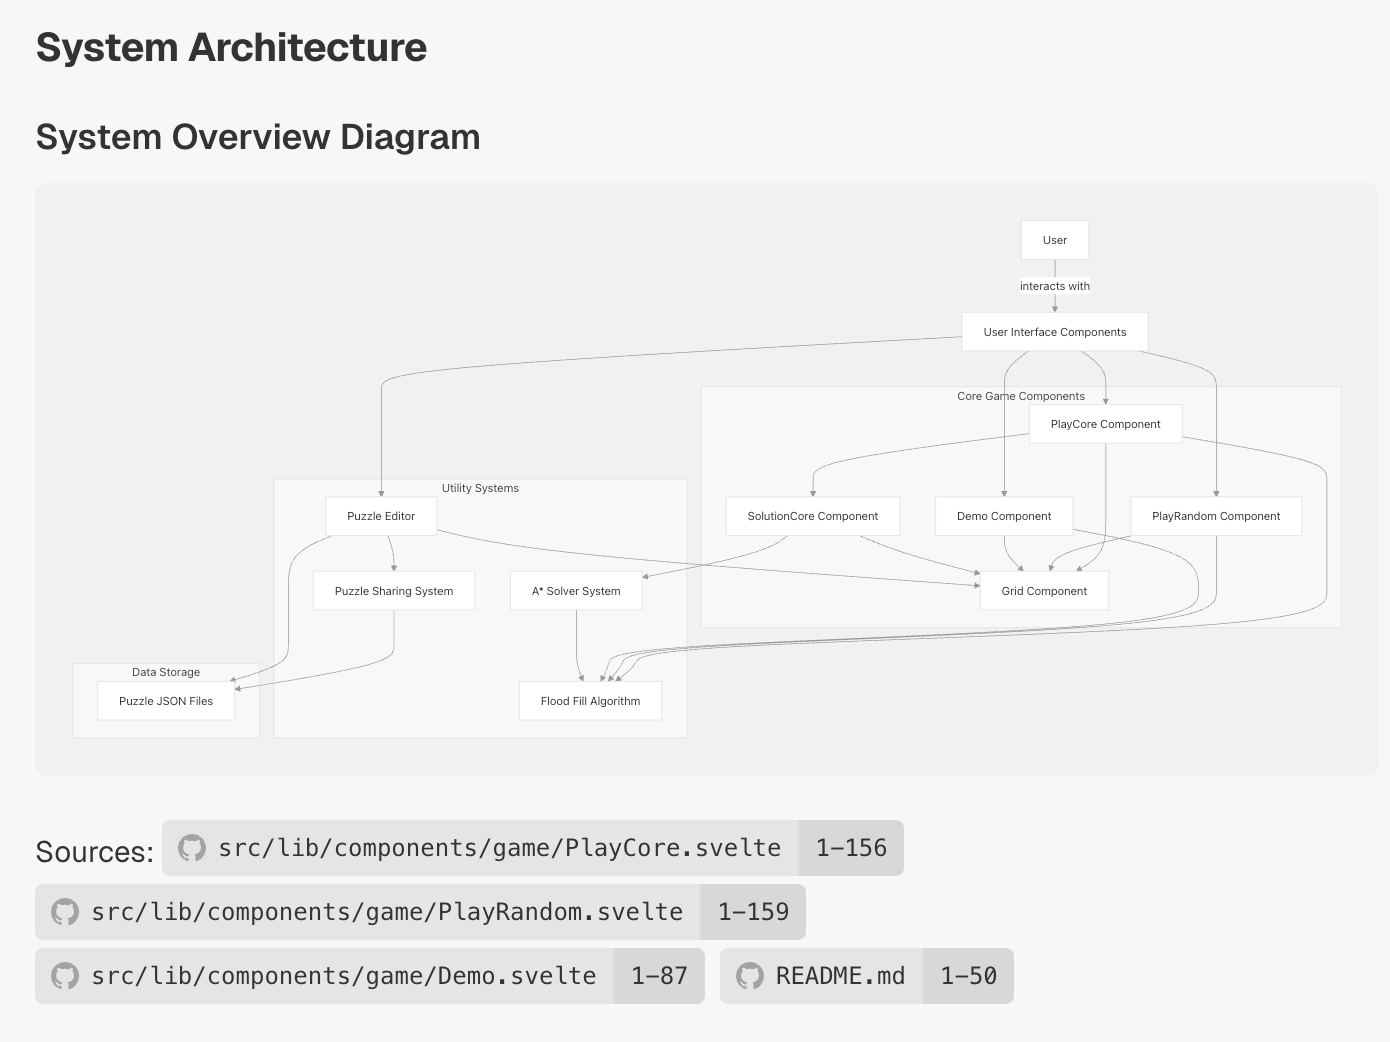 System Architecture
System Overview Diagram
User
interacts with
User Interface Components
Core Game Components
PlayCore Component
Utility Systems
Puzzle Editor
SolutionCore Component
Demo Component
PlayRandom Component
Puzzle Sharing System
A* Solver System
Grid Component
Data Storage
Puzzle JSON Files
Flood Fill Algorithm
Sources: src/lib/components/game/PlayCore.svelte 1–156
src/lib/components/game/PlayRandom.svelte 1–159
src/lib/components/game/Demo.svelte 1–87 README.md 1–50